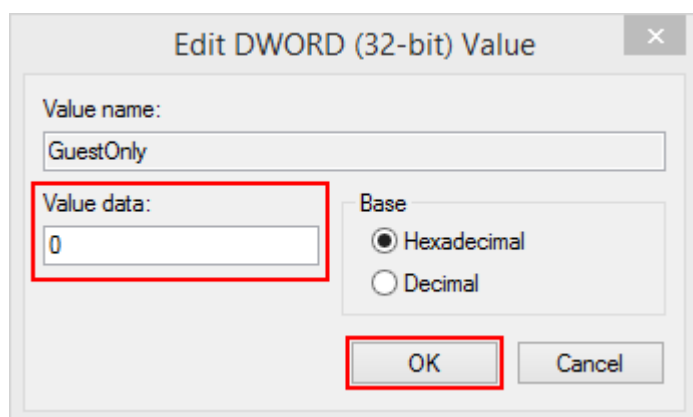 Edit DWORD (32-bit) Value
Value name:
GuestOnly
Value data:
0
Base
Hexadecimal
Decimal
OK
Cancel